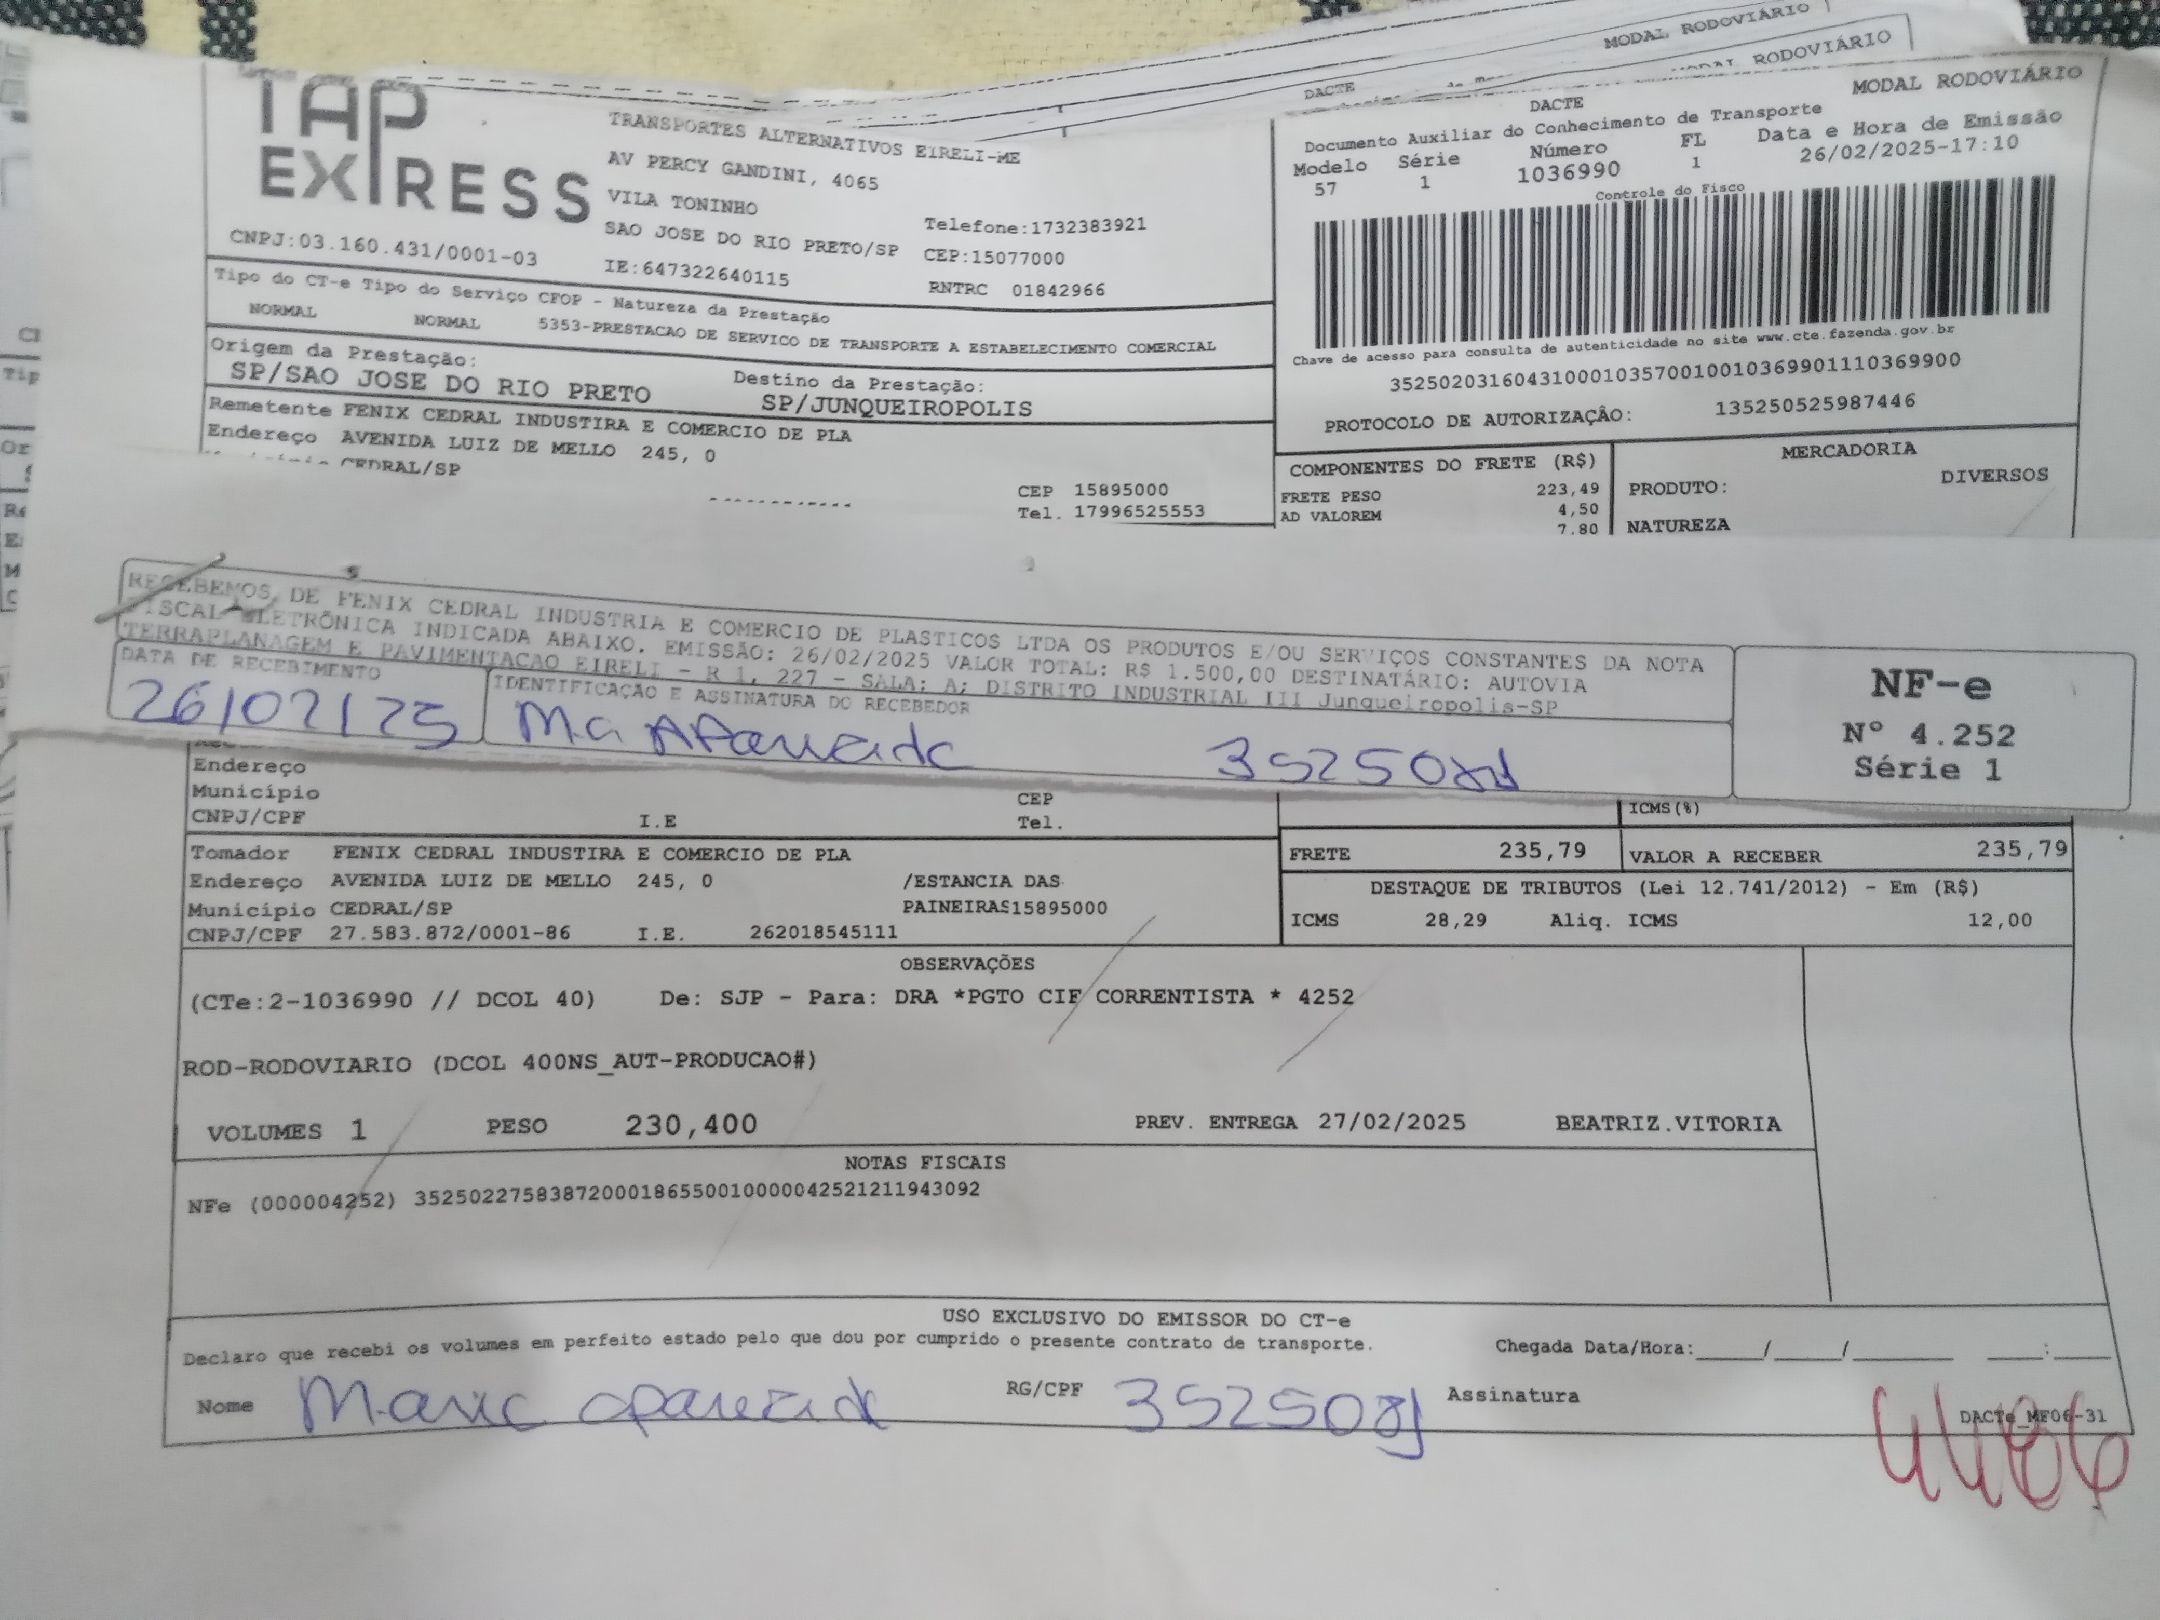 MODAL RODOVIÁRIO
RODOVIÁRIO
DACTE
TAP
EXPRESS
CNPJ:03.160.431/0001-03
TRANSPORTES ALTERNATIVOS EIRELI-ME
AV PERCY GANDINI, 4065
VILA TONINHO
SAO JOSE DO RIO PRETO/SP
IE:647322640115
Telefone:1732383921
CEP:15077000
RNTRC 01842966
DACTE
MODAL RODOVIÁRIO
Documento Auxiliar do Conhecimento de Transporte
Modelo Série Número FL Data e Hora de Emissão
57 1 1036990 1 26/02/2025-17:10
Controle do Fisco
Chave de acesso para consulta de autenticidade no site www.cte.fazenda.gov.br
35250203160431000103570010010369901110369900
PROTOCOLO DE AUTORIZAÇÂO: 135250525987446
Tipo do CT-e Tipo do Serviço CFOP - Natureza da Prestação
NORMAL NORMAL 5353-PRESTACAO DE SERVICO DE TRANSPORTE A ESTABELECIMENTO COMERCIAL
Origem da Prestação: Destino da Prestação:
SP/SAO JOSE DO RIO PRETO SP/JUNQUEIROPOLIS
Remetente FENIX CEDRAL INDUSTIRA E COMERCIO DE PLA
Endereço AVENIDA LUIZ DE MELLO 245, 0
CEDRAL/SP
CEP 15895000
Tel. 17996525553
COMPONENTES DO FRETE (R$)
FRETE PESO 223,49
AD VALOREM 4,50
7,80
MERCADORIA
PRODUTO: DIVERSOS
NATUREZA
RECEBEMOS DE FENIX CEDRAL INDUSTRIA E COMERCIO DE PLASTICOS LTDA OS PRODUTOS E/OU SERVIÇOS CONSTANTES DA NOTA
FISCAL ELETRÔNICA INDICADA ABAIXO. EMISSÃO: 26/02/2025 VALOR TOTAL: R$ 1.500,00 DESTINATÁRIO: AUTOVIA
TERRAPLANAGEM E PAVIMENTACAO EIRELI - R 1, 227 - SALA: A; DISTRITO INDUSTRIAL III Junqueiropolis-SP
DATA DE RECEBIMENTO IDENTIFICAÇÃO E ASSINATURA DO RECEBEDOR
26/02/25 Ma Aparecida
NF-e
Nº 4.252
Série 1
Endereço
Município CEP
CNPJ/CPF I.E Tel.
ICMS(%)
Tomador FENIX CEDRAL INDUSTIRA E COMERCIO DE PLA
Endereço AVENIDA LUIZ DE MELLO 245, 0 /ESTANCIA DAS
Município CEDRAL/SP PAINEIRAS15895000
CNPJ/CPF 27.583.872/0001-86 I.E. 262018545111
FRETE 235,79 VALOR A RECEBER 235,79
DESTAQUE DE TRIBUTOS (Lei 12.741/2012) - Em (R$)
ICMS 28,29 Aliq. ICMS 12,00
OBSERVAÇÕES
(CTe:2-1036990 // DCOL 40) De: SJP - Para: DRA *PGTO CIF CORRENTISTA * 4252
ROD-RODOVIARIO (DCOL 400NS_AUT-PRODUCAO#)
VOLUMES 1 PESO 230,400 PREV. ENTREGA 27/02/2025 BEATRIZ.VITORIA
NOTAS FISCAIS
NFe (000004252) 35250227583872000186550010000042521211943092
USO EXCLUSIVO DO EMISSOR DO CT-e
Declaro que recebi os volumes em perfeito estado pelo que dou por cumprido o presente contrato de transporte.
Chegada Data/Hora:_____/_____/_______ ____:____
Nome Maria aparecida RG/CPF Assinatura
DACTe_MF06-31